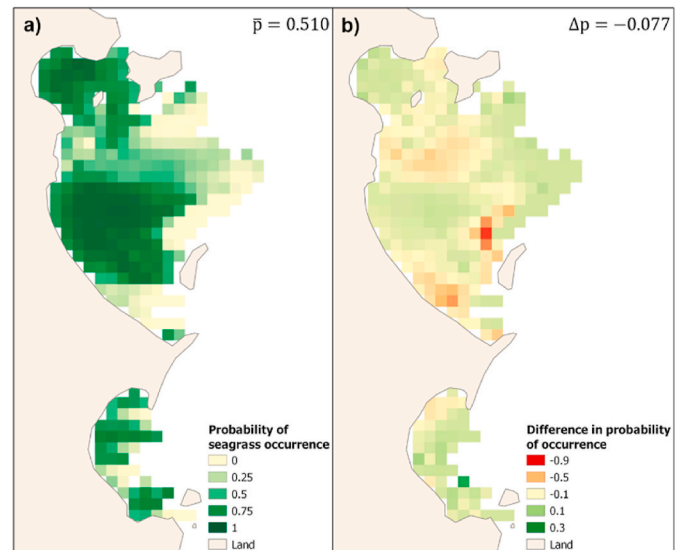 a)
p̅ = 0.510
Probability of
seagrass occurrence
0
0.25
0.5
0.75
1
Land
b)
Δp = −0.077
Difference in probability
of occurrence
-0.9
-0.5
-0.1
0.1
0.3
Land